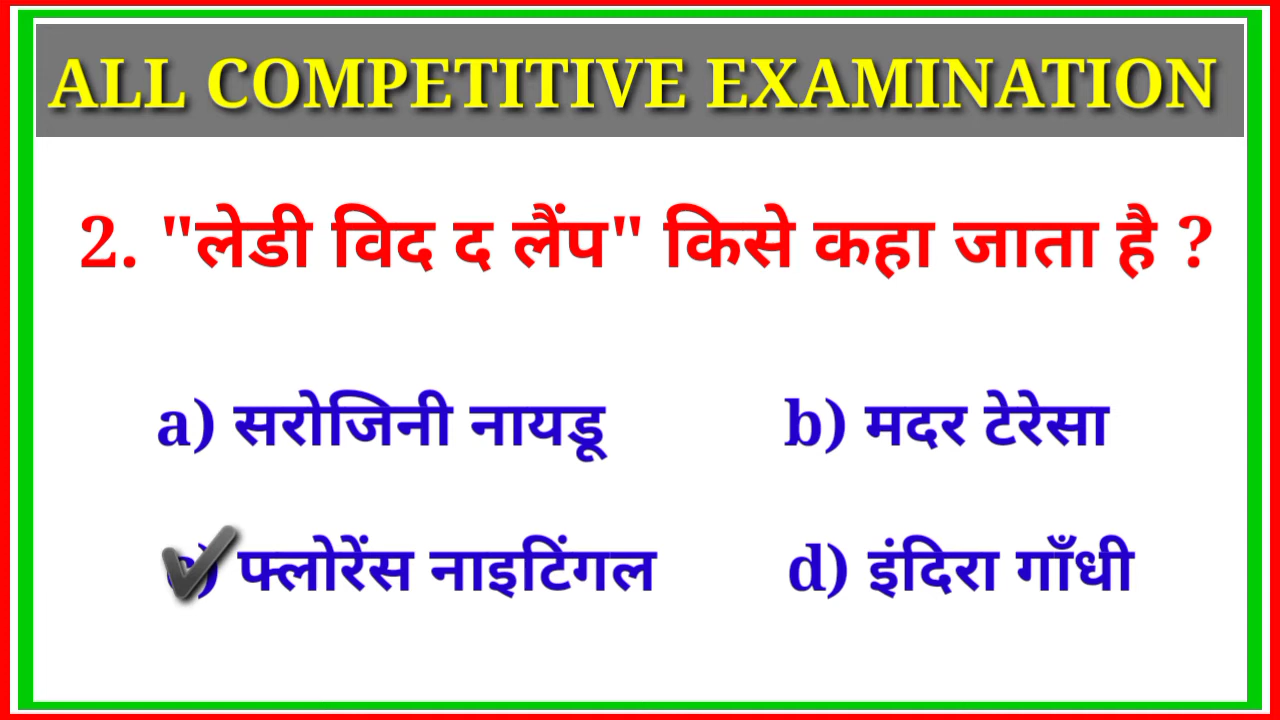 ALL COMPETITIVE EXAMINATION
2. "लेडी विद द लैंप" किसे कहा जाता है ?
a) सरोजिनी नायडू b) मदर टेरेसा
c) फ्लोरेंस नाइटिंगल d) इंदिरा गाँधी